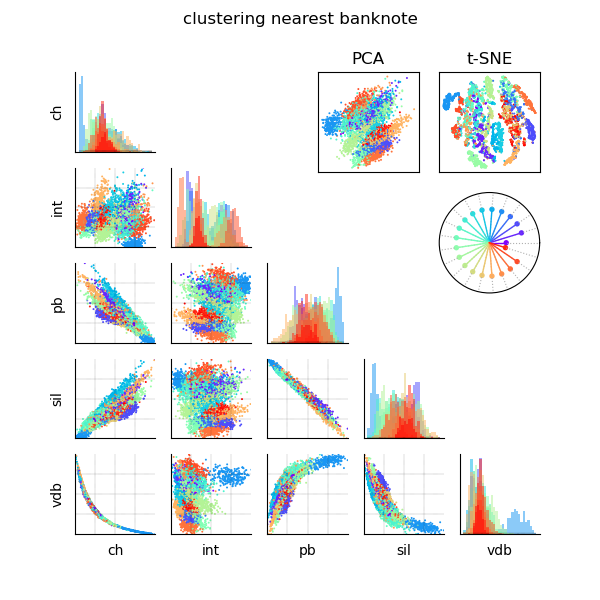 clustering nearest banknote
PCA
t-SNE
ch
int
pb
sil
vdb
ch
int
pb
sil
vdb